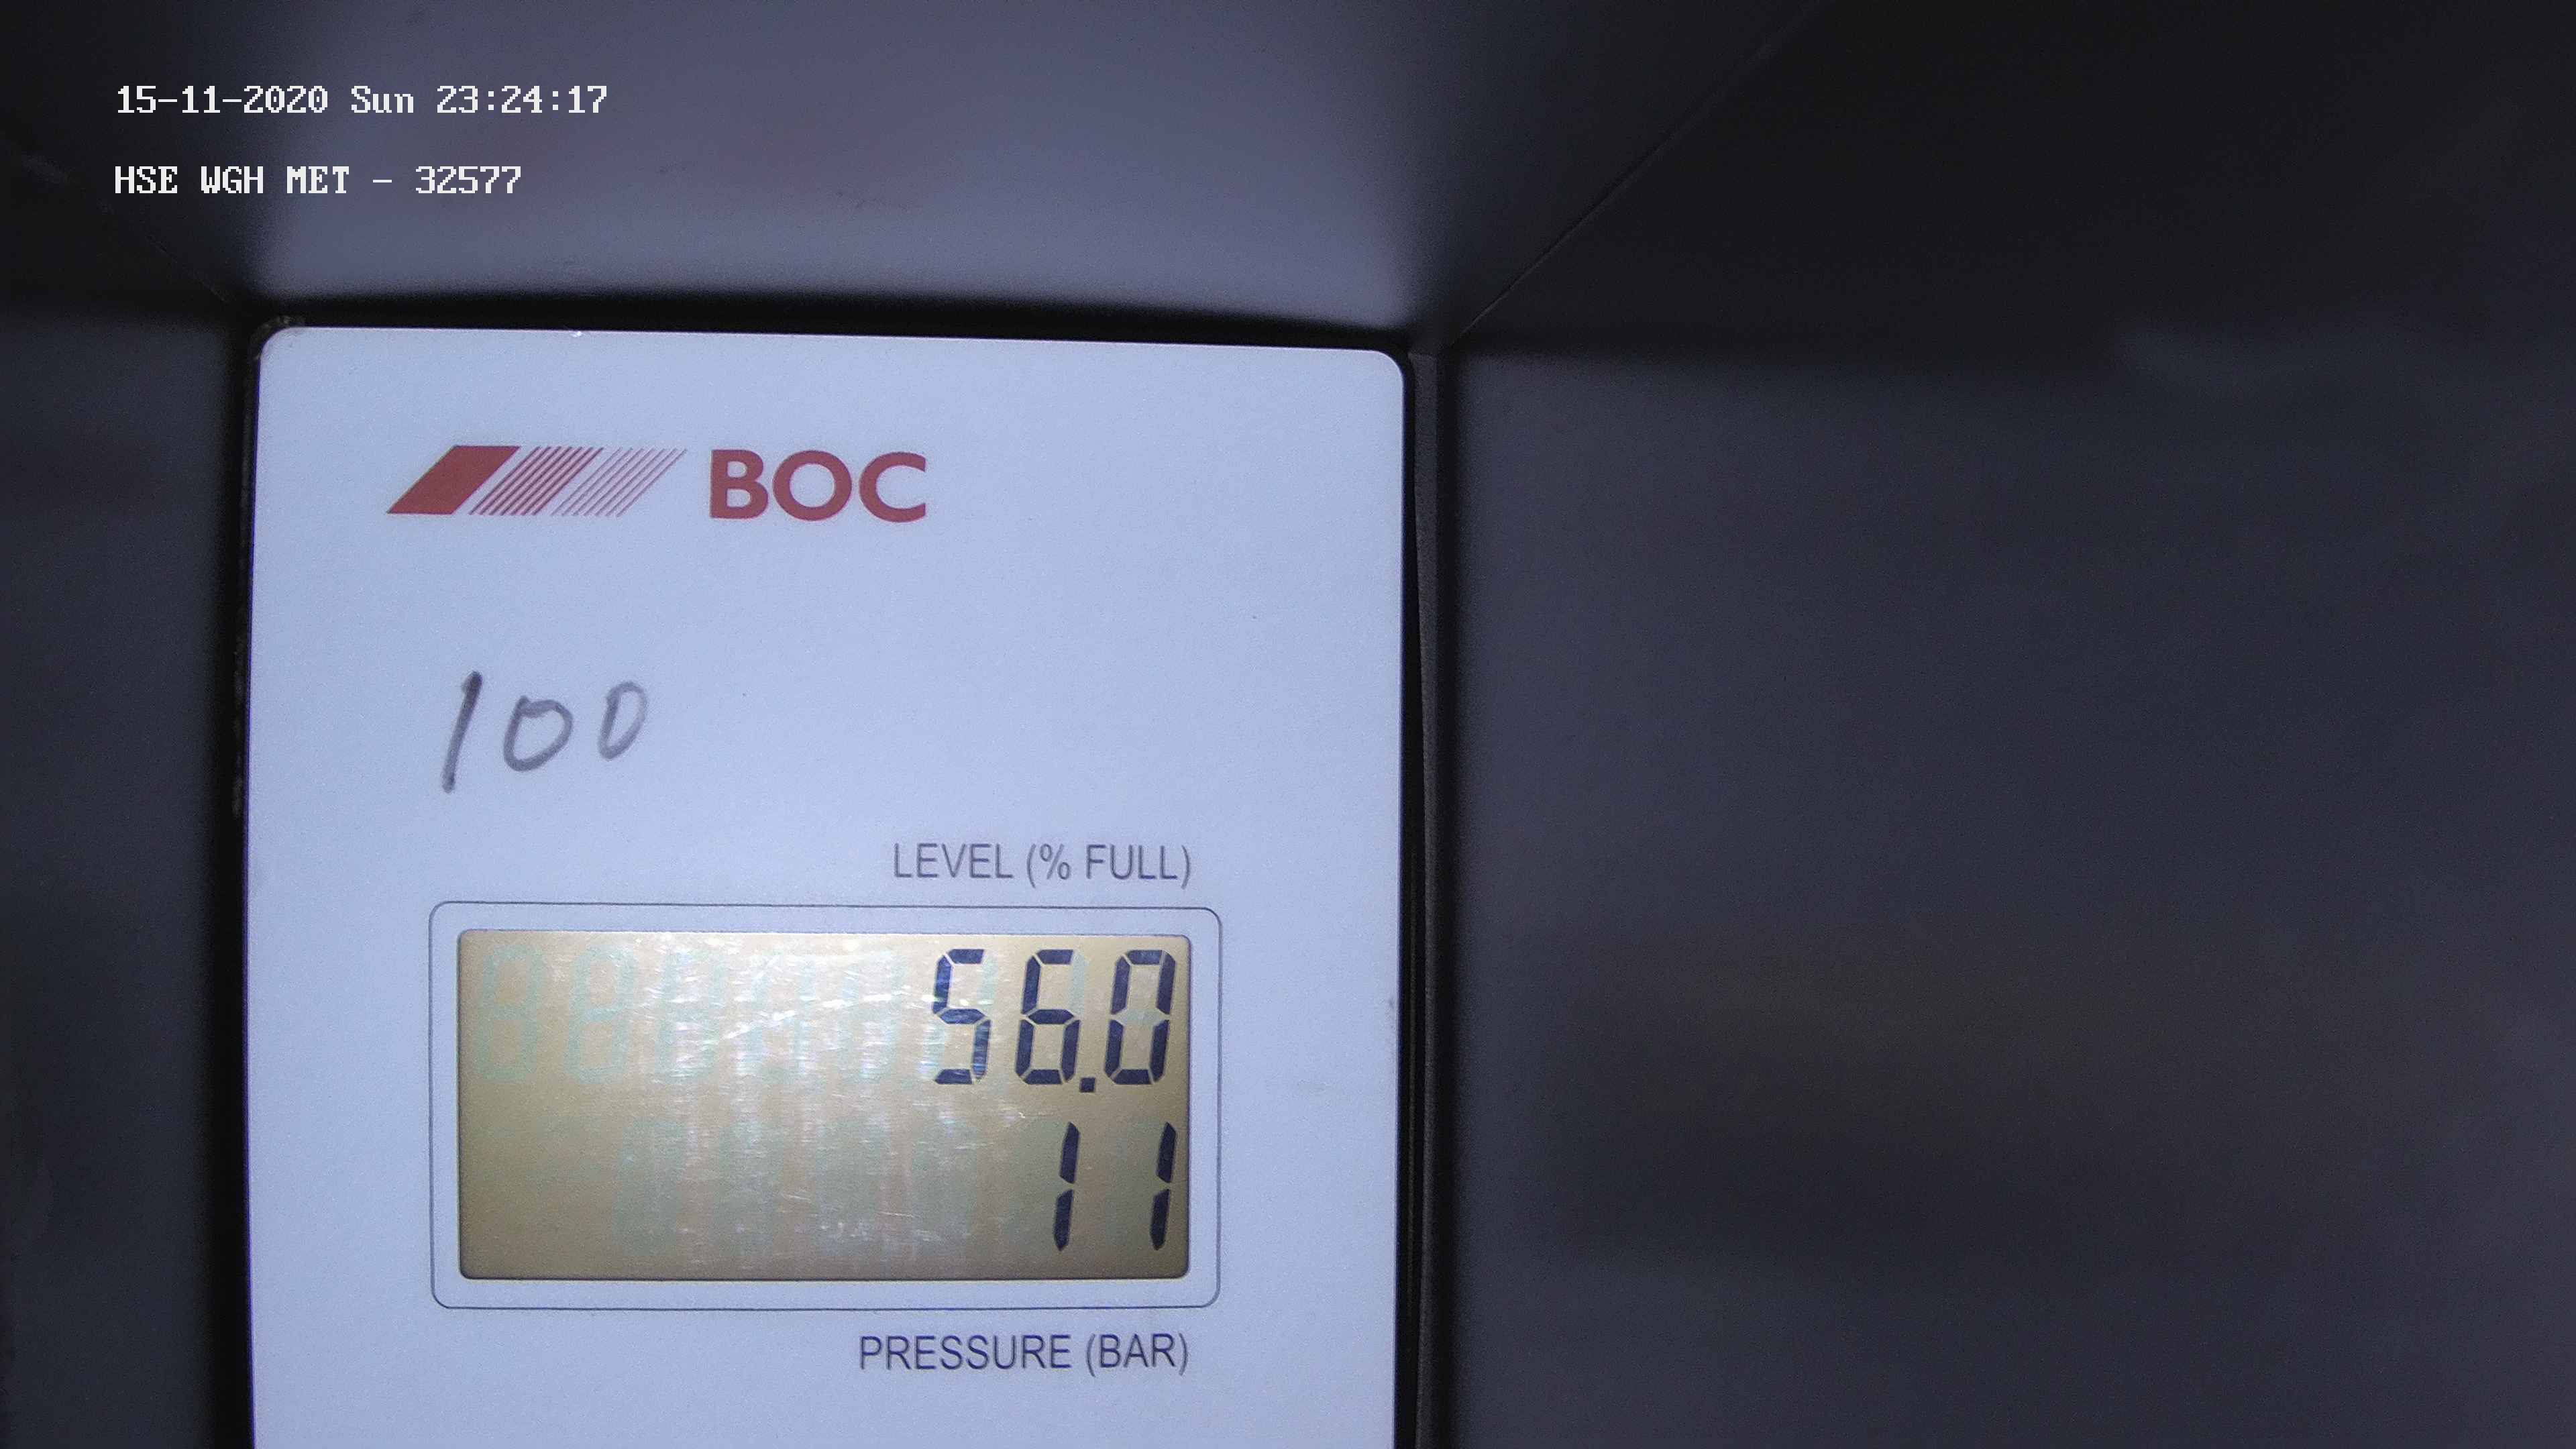 15-11-2020 Sun 23:24:17
HSE WGH MET - 32577
BOC
100
LEVEL (% FULL)
56.0
11
PRESSURE (BAR)